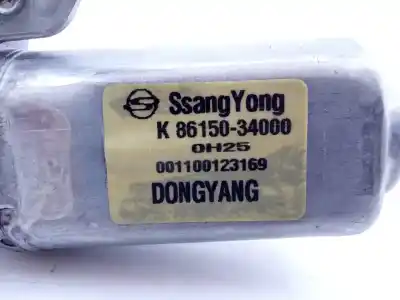 SsangYong
K 86150-34000
0H25
001100123169
DONGYANG